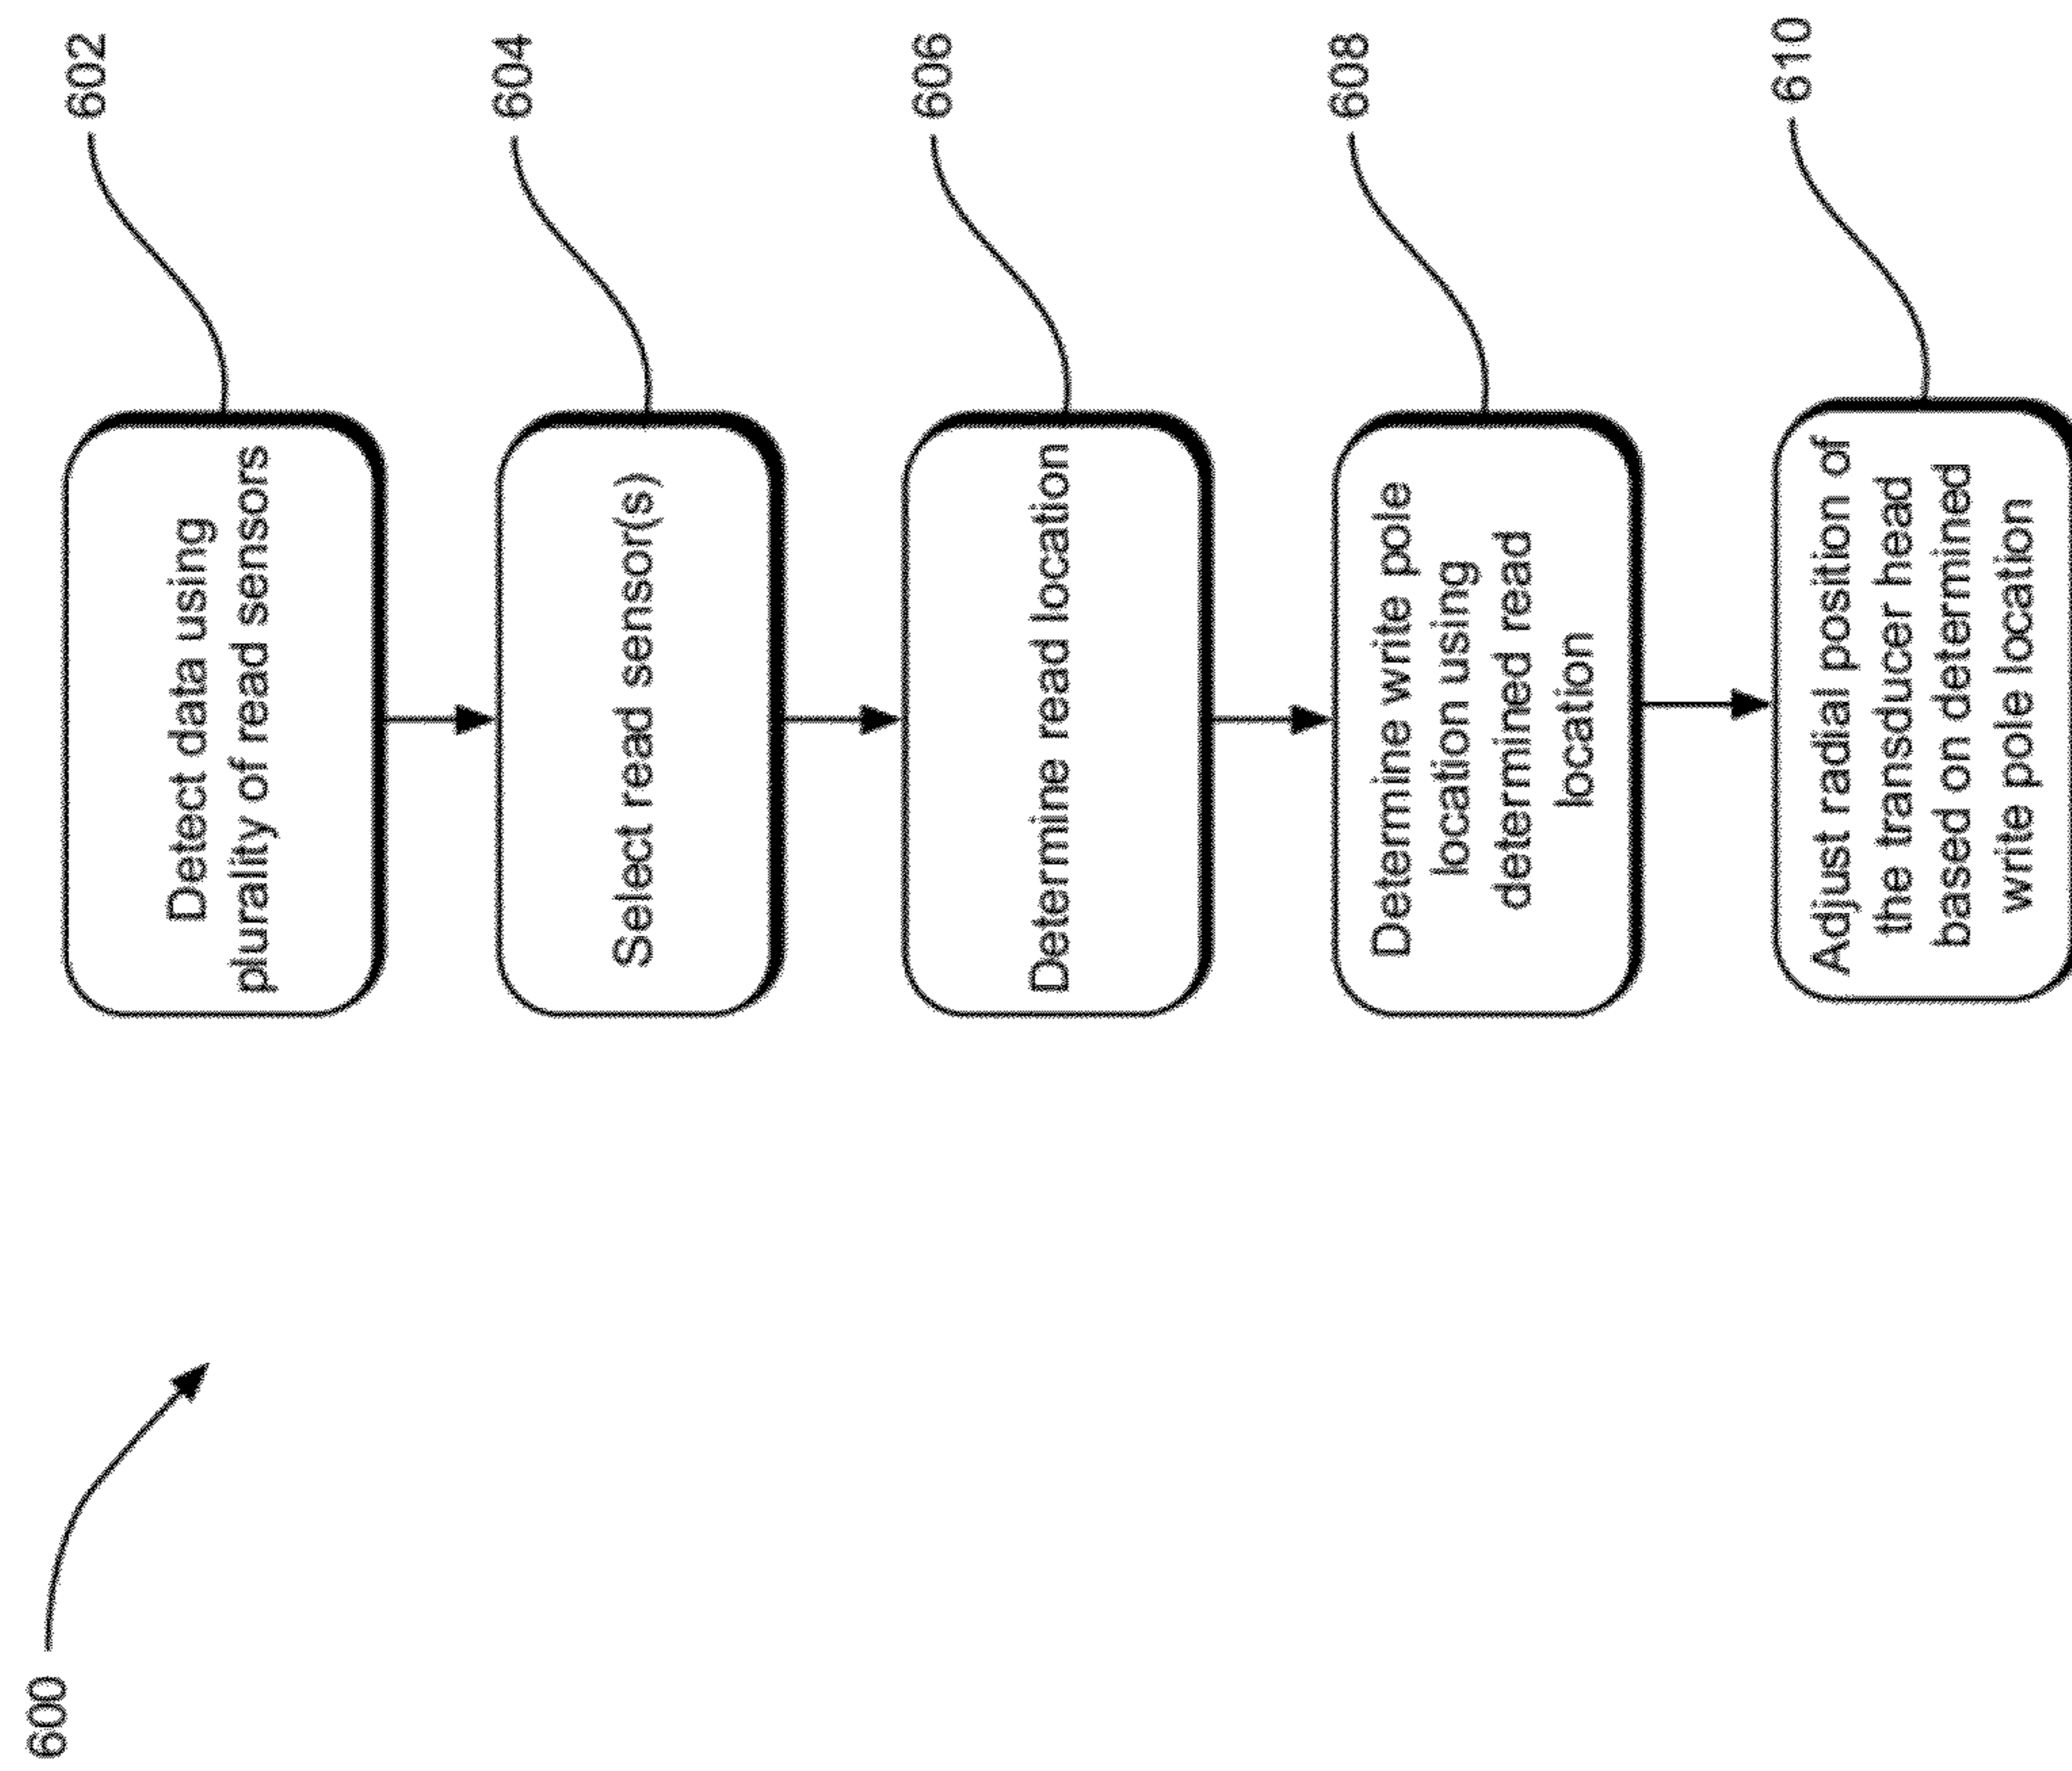 600
602
Detect data using
plurality of read sensors
604
Select read sensor(s)
606
Determine read location
608
Determine write pole
location using
determined read
location
610
Adjust radial position of
the transducer head
based on determined
write pole location